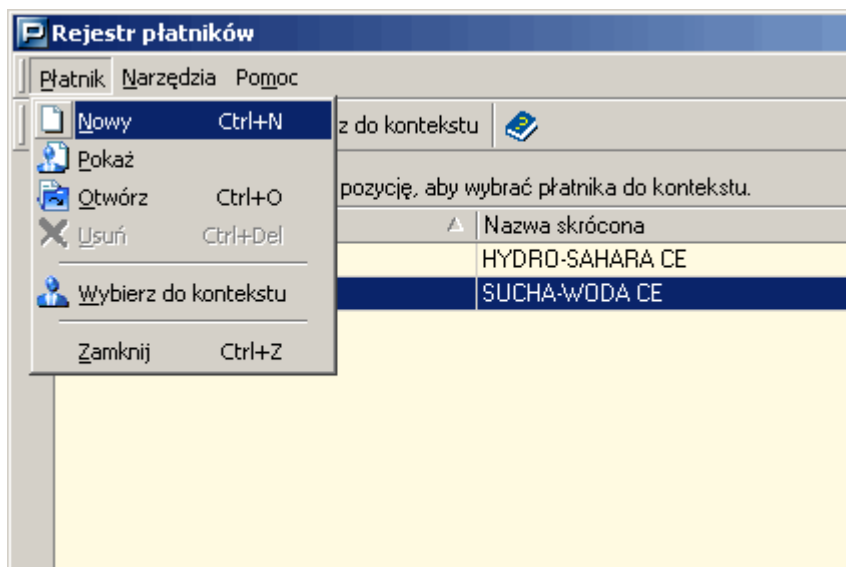 Rejestr płatników
Płatnik Narzędzia Pomoc
Nowy Ctrl+N
z do kontekstu
Pokaż
pozycję, aby wybrać płatnika do kontekstu.
Otwórz Ctrl+O
Nazwa skrócona
Usuń Ctrl+Del
HYDRO-SAHARA CE
Wybierz do kontekstu
SUCHA-WODA CE
Zamknij Ctrl+Z